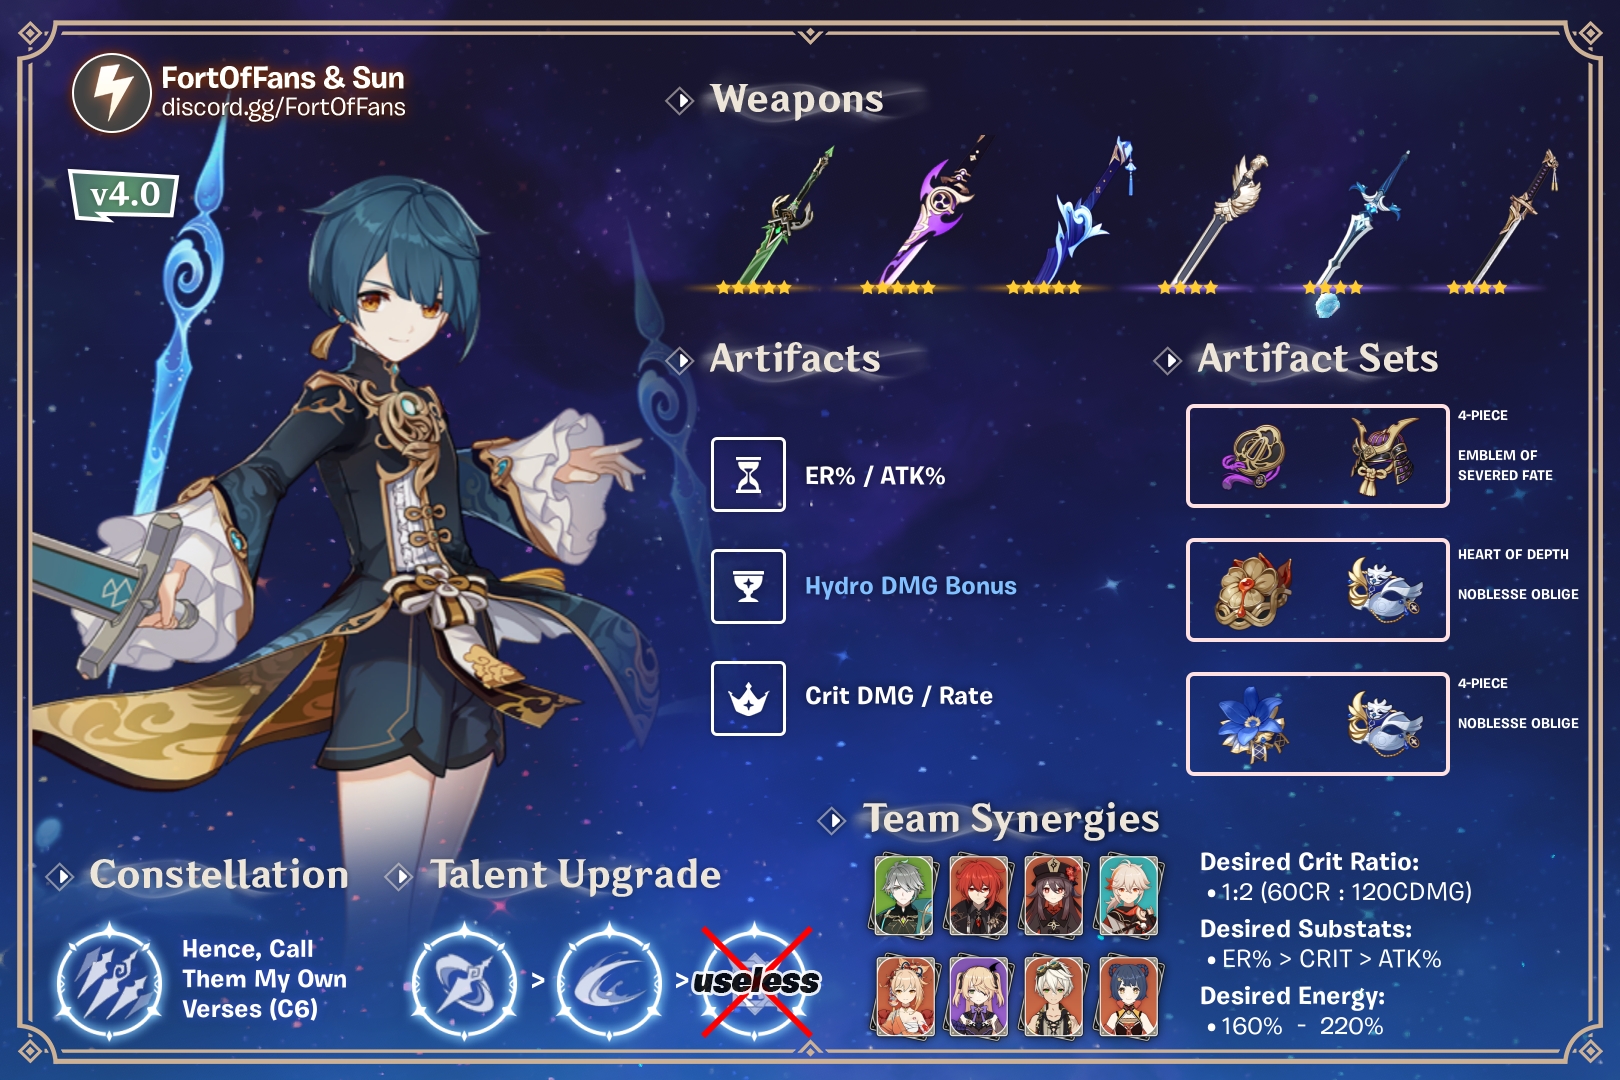 FortOfFans & Sun
discord.gg/FortOfFans
v4.0
Weapons
Artifacts
ER% / ATK%
Hydro DMG Bonus
Crit DMG / Rate
Artifact Sets
4-PIECE
EMBLEM OF
SEVERED FATE
HEART OF DEPTH
NOBLESSE OBLIGE
4-PIECE
NOBLESSE OBLIGE
Constellation
Hence, Call
Them My Own
Verses (C6)
Talent Upgrade
> > useless
Team Synergies
Desired Crit Ratio:
• 1:2 (60CR : 120CDMG)
Desired Substats:
• ER% > CRIT > ATK%
Desired Energy:
• 160% - 220%